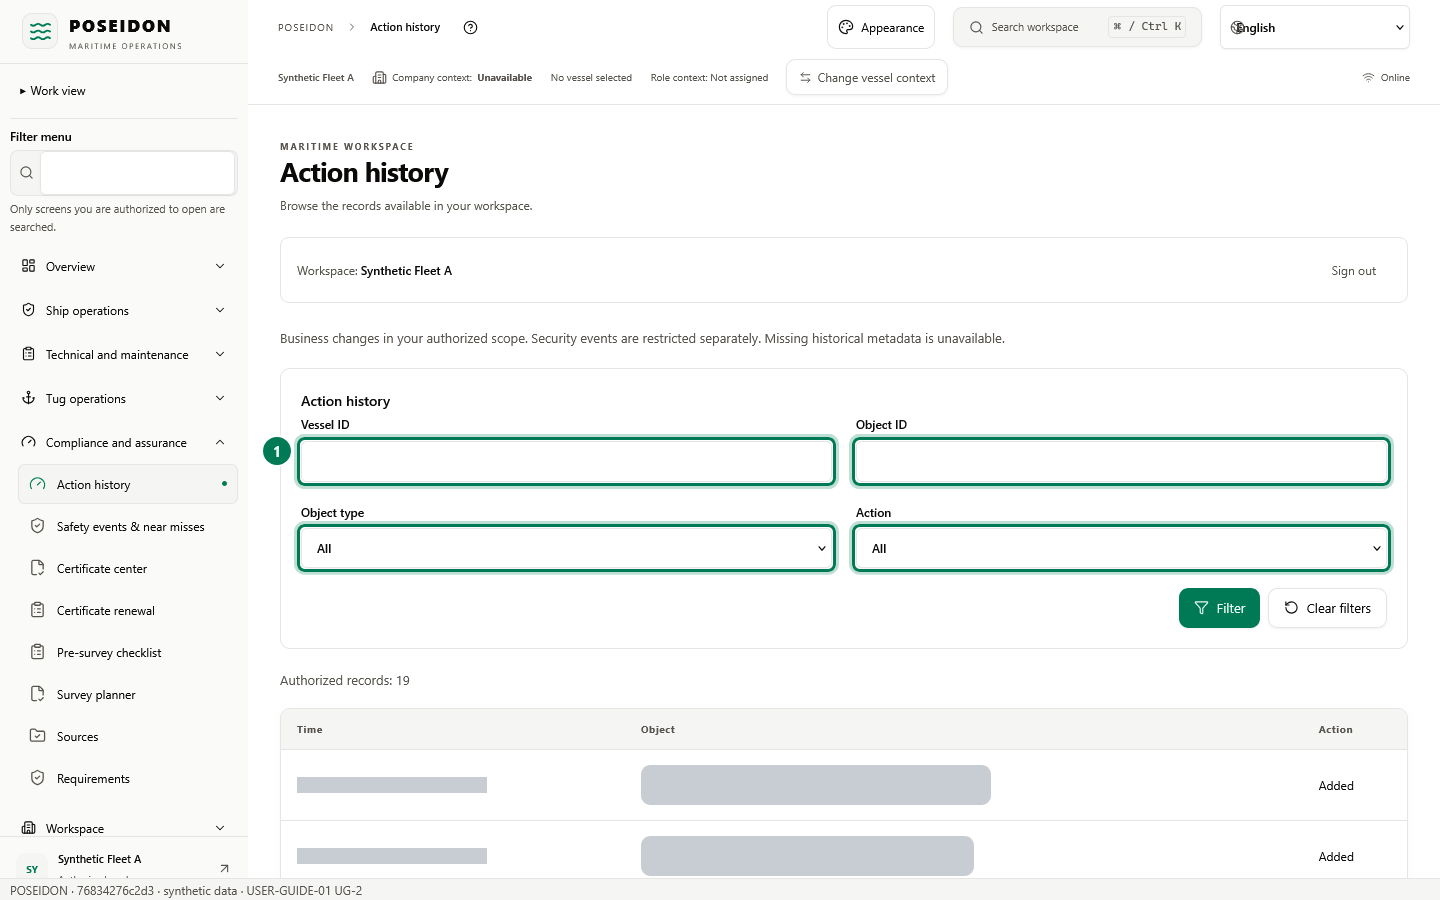 POSEIDON
MARITIME OPERATIONS
Work view
Filter menu
Only screens you are authorized to open are
searched.
Overview
Ship operations
Technical and maintenance
Tug operations
Compliance and assurance
Action history
Safety events & near misses
Certificate center
Certificate renewal
Pre-survey checklist
Survey planner
Sources
Requirements
Workspace
SY
Synthetic Fleet A
POSEIDON
Action history
Appearance
Search workspace
⌘ / Ctrl K
English
Synthetic Fleet A
Company context: Unavailable
No vessel selected
Role context: Not assigned
Change vessel context
Online
MARITIME WORKSPACE
Action history
Browse the records available in your workspace.
Workspace: Synthetic Fleet A
Sign out
Business changes in your authorized scope. Security events are restricted separately. Missing historical metadata is unavailable.
Action history
1
Vessel ID
Object ID
Object type
Action
All
All
Filter
Clear filters
Authorized records: 19
Time
Object
Action
Added
Added
POSEIDON · 76834276c2d3 · synthetic data · USER-GUIDE-01 UG-2